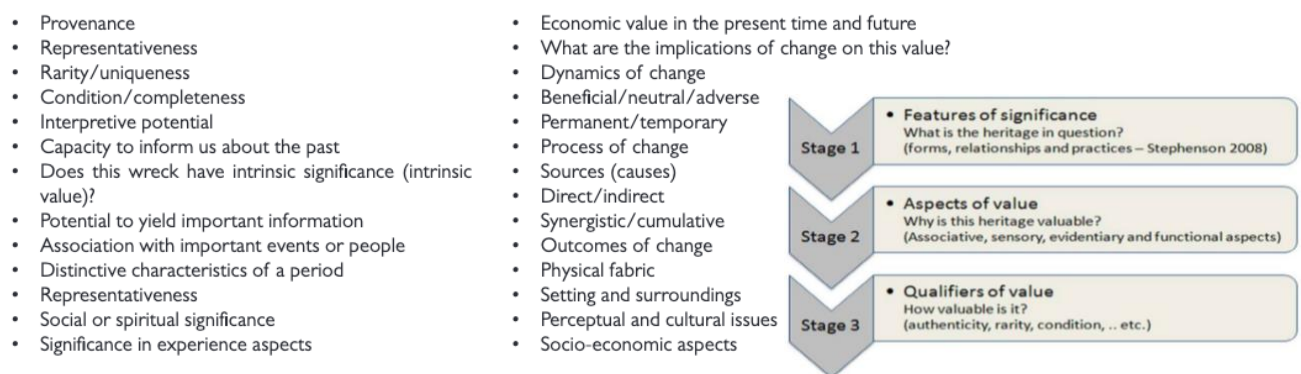 • Provenance
• Representativeness
• Rarity/uniqueness
• Condition/completeness
• Interpretive potential
• Capacity to inform us about the past
• Does this wreck have intrinsic significance (intrinsic
value)?
• Potential to yield important information
• Association with important events or people
• Distinctive characteristics of a period
• Representativeness
• Social or spiritual significance
• Significance in experience aspects
• Economic value in the present time and future
• What are the implications of change on this value?
• Dynamics of change
• Beneficial/neutral/adverse
• Permanent/temporary
• Process of change
• Sources (causes)
• Direct/indirect
• Synergistic/cumulative
• Outcomes of change
• Physical fabric
• Setting and surroundings
• Perceptual and cultural issues
• Socio-economic aspects
Stage 1
• Features of significance
What is the heritage in question?
(forms, relationships and practices – Stephenson 2008)
Stage 2
• Aspects of value
Why is this heritage valuable?
(Associative, sensory, evidentiary and functional aspects)
Stage 3
• Qualifiers of value
How valuable is it?
(authenticity, rarity, condition, .. etc.)